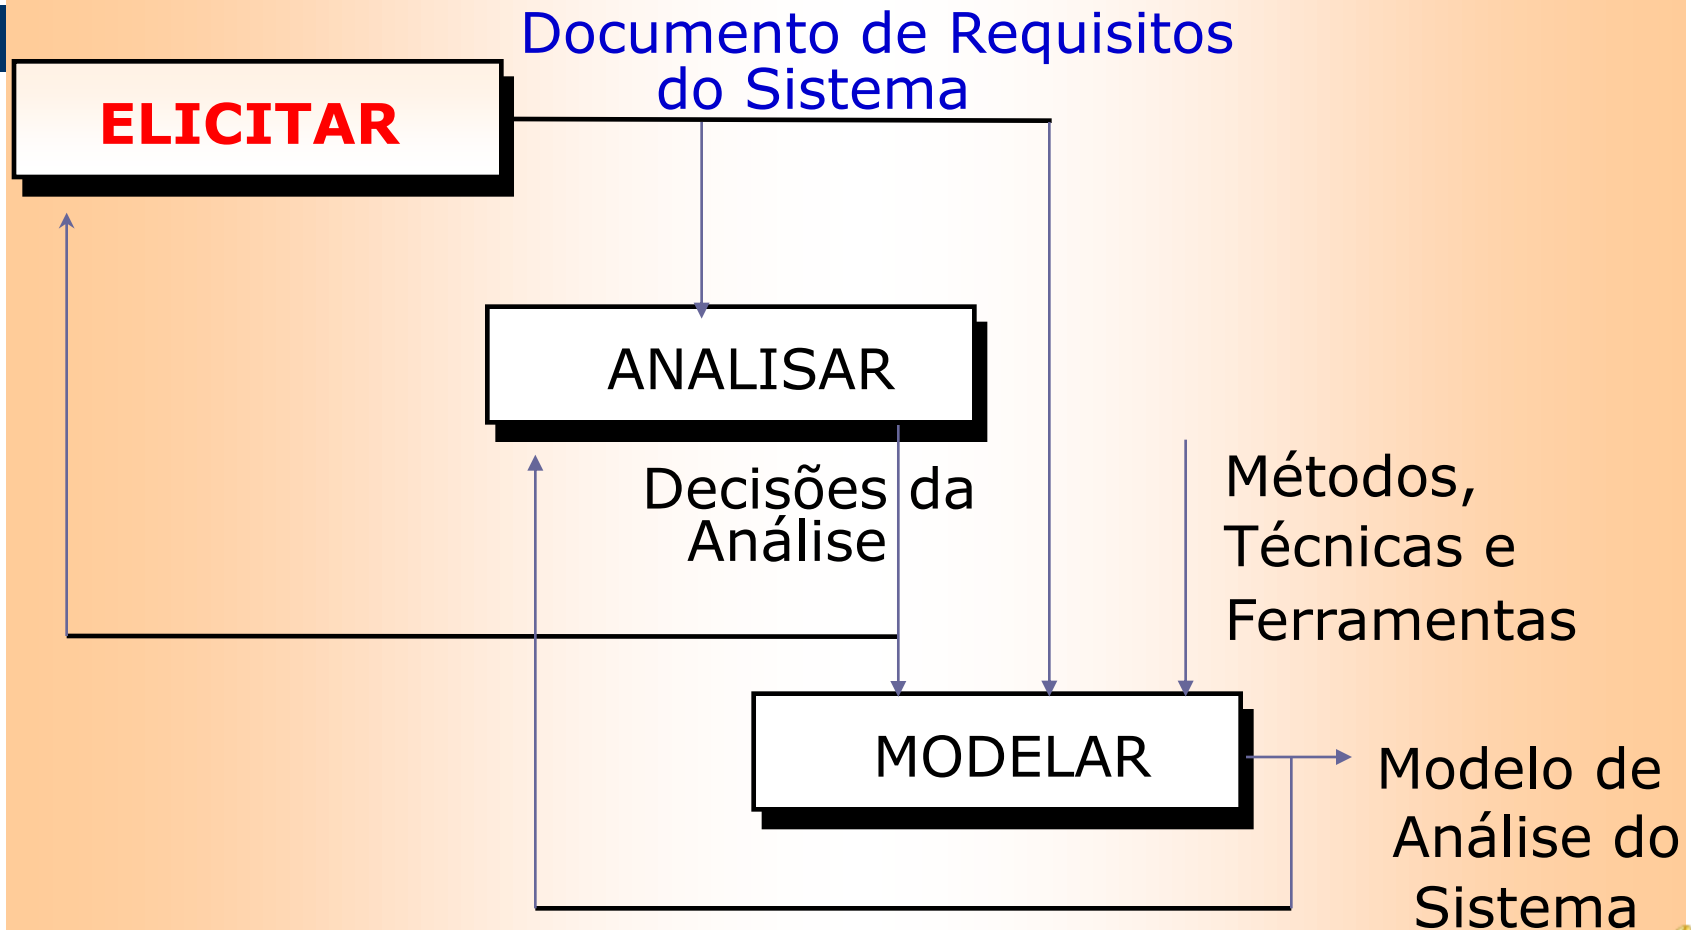 Documento de Requisitos
do Sistema
ELICITAR
ANALISAR
Decisões da
Análise
Métodos,
Técnicas e
Ferramentas
MODELAR
Modelo de
Análise do
Sistema